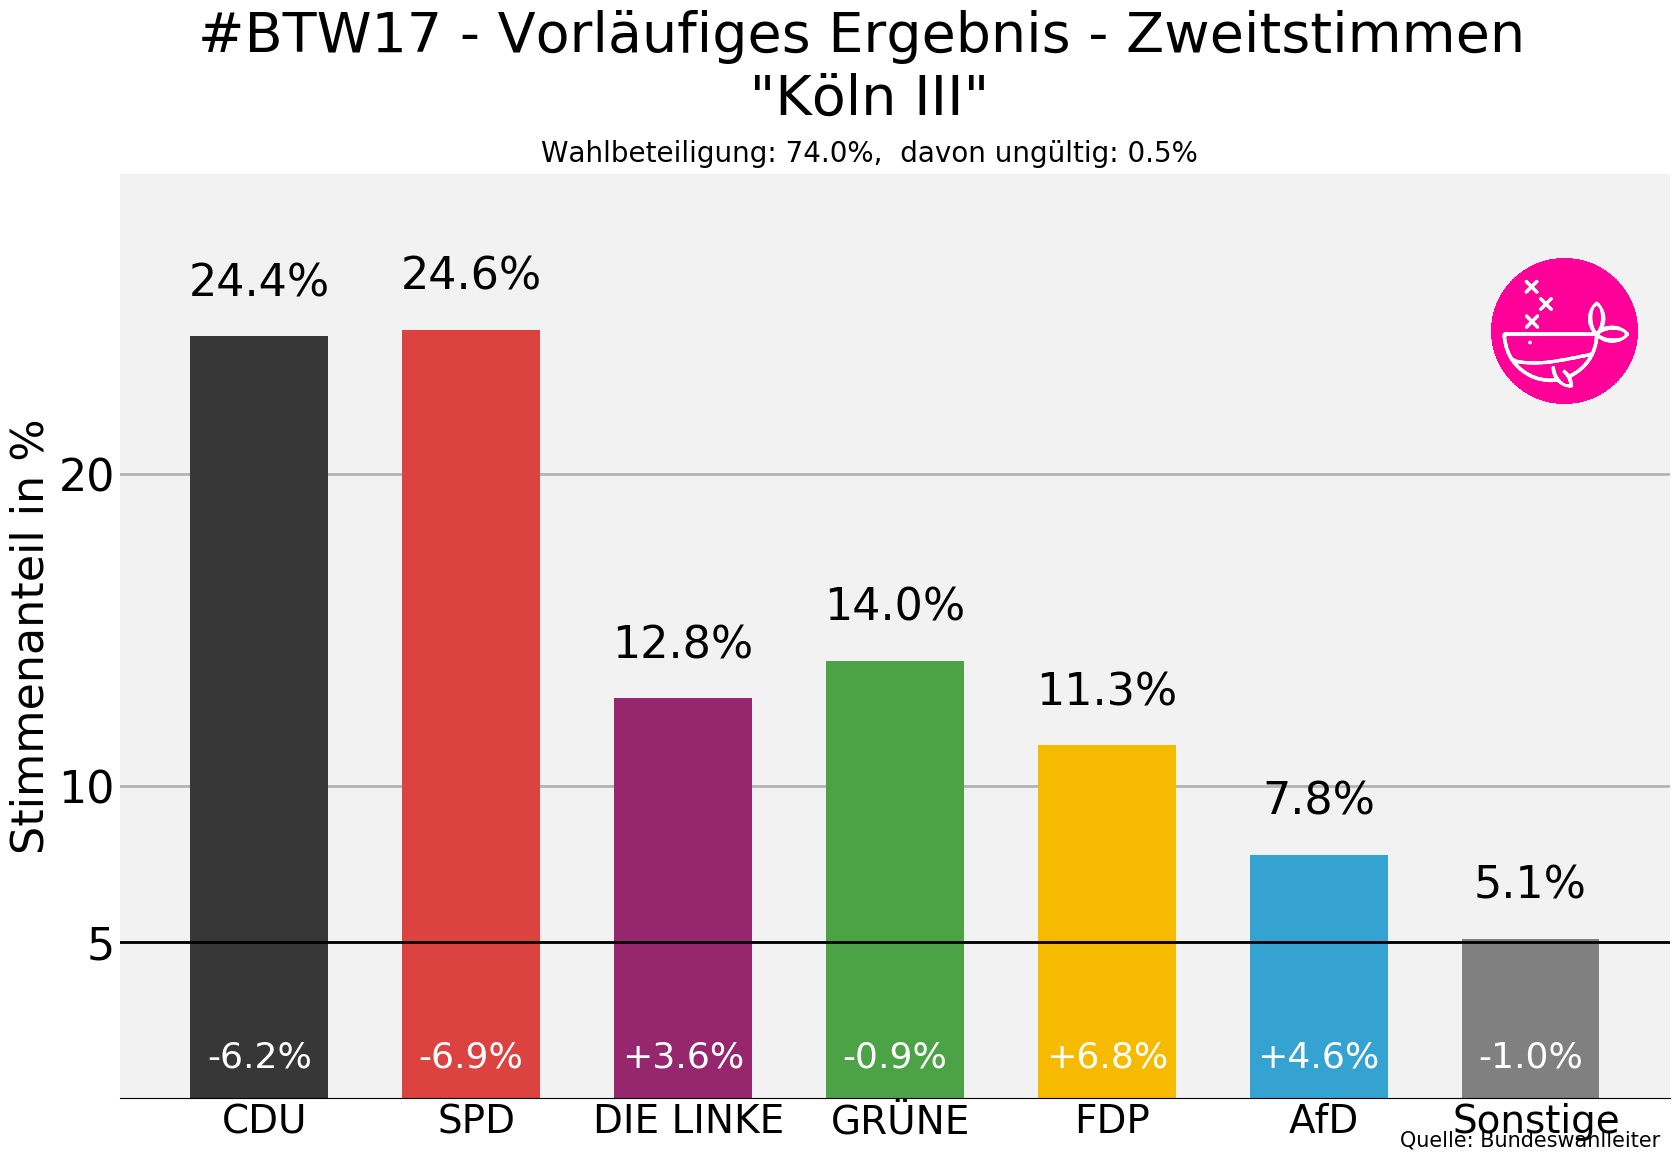 #BTW17 - Vorläufiges Ergebnis - Zweitstimmen
"Köln III"
Wahlbeteiligung: 74.0%,  davon ungültig: 0.5%
Stimmenanteil in %
20
10
5
24.4%
24.6%
12.8%
14.0%
11.3%
7.8%
5.1%
-6.2%
-6.9%
+3.6%
-0.9%
+6.8%
+4.6%
-1.0%
CDU
SPD
DIE LINKE
GRÜNE
FDP
AfD
Sonstige
Quelle: Bundeswahlleiter